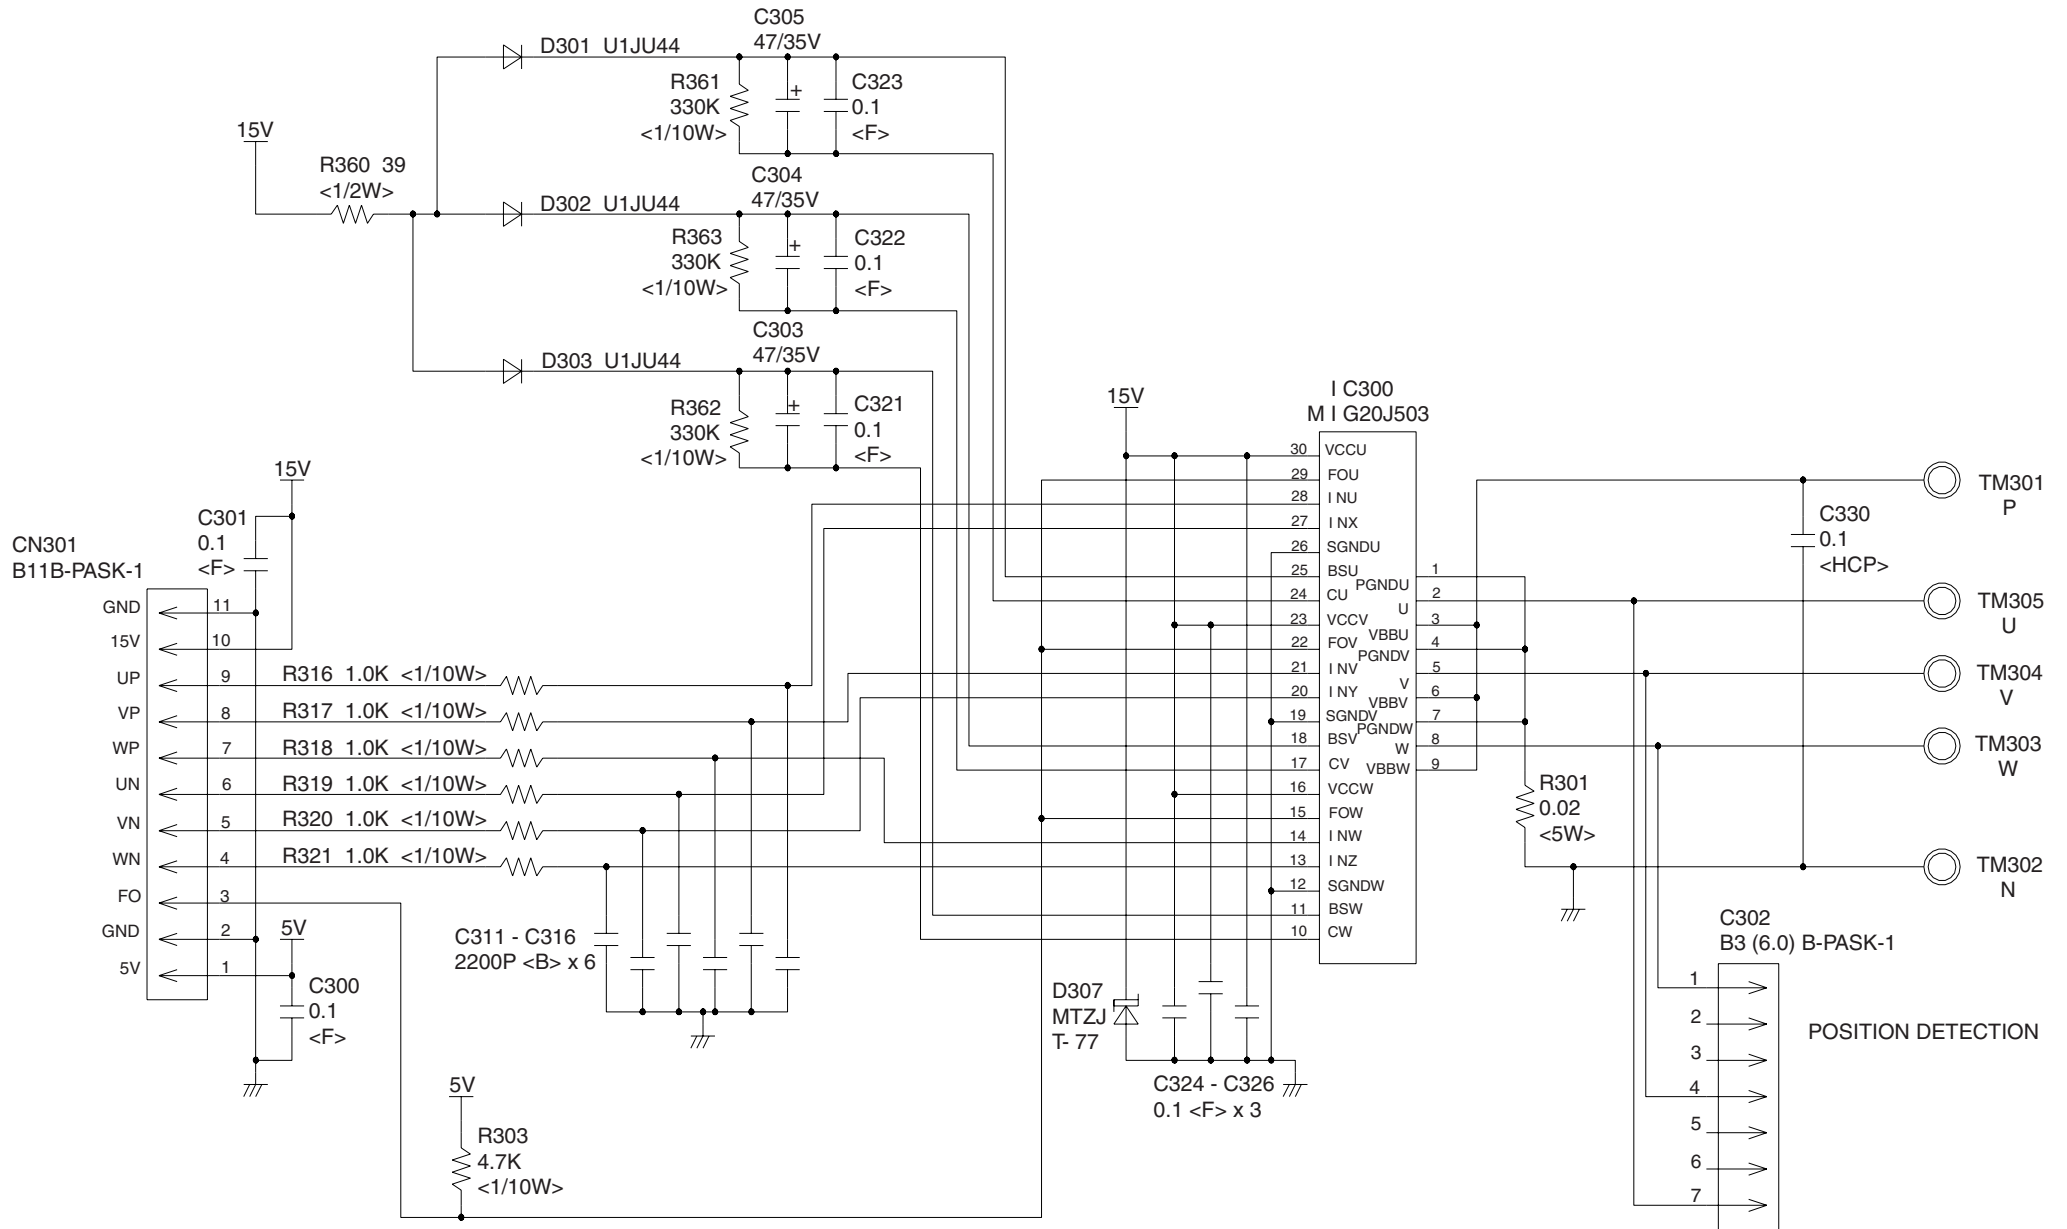 C305
47/35V
D301 U1JU44
R361
330K
<1/10W>
+
C323
0.1
<F>
15V
R360 39
<1/2W>
C304
47/35V
D302 U1JU44
R363
330K
<1/10W>
+
C322
0.1
<F>
C303
47/35V
D303 U1JU44
R362
330K
<1/10W>
+
C321
0.1
<F>
15V
C301
0.1
<F>
CN301
B11B-PASK-1
GND 11
15V 10
UP 9 R316 1.0K <1/10W>
VP 8 R317 1.0K <1/10W>
WP 7 R318 1.0K <1/10W>
UN 6 R319 1.0K <1/10W>
VN 5 R320 1.0K <1/10W>
WN 4 R321 1.0K <1/10W>
FO 3
GND 2
5V 1
5V
C300
0.1
<F>
C311 - C316
2200P <B> x 6
5V
R303
4.7K
<1/10W>
15V
I C300
M I G20J503
30 VCCU
29 FOU
28 I NU
27 I NX
26 SGNDU
25 BSU
24 CU
23 VCCV
22 FOV
21 I NV
20 I NY
19 SGNDV
18 BSV
17 CV
16 VCCW
15 FOW
14 I NW
13 I NZ
12 SGNDW
11 BSW
10 CW
PGNDU 1
U 2
VBBU 3
PGNDV 4
V 5
VBBV 6
PGNDW 7
W 8
VBBW 9
D307
MTZJ
T- 77
C324 - C326
0.1 <F> x 3
R301
0.02
<5W>
C330
0.1
<HCP>
TM301
P
TM305
U
TM304
V
TM303
W
TM302
N
C302
B3 (6.0) B-PASK-1
1
2
3
4
5
6
7
POSITION DETECTION